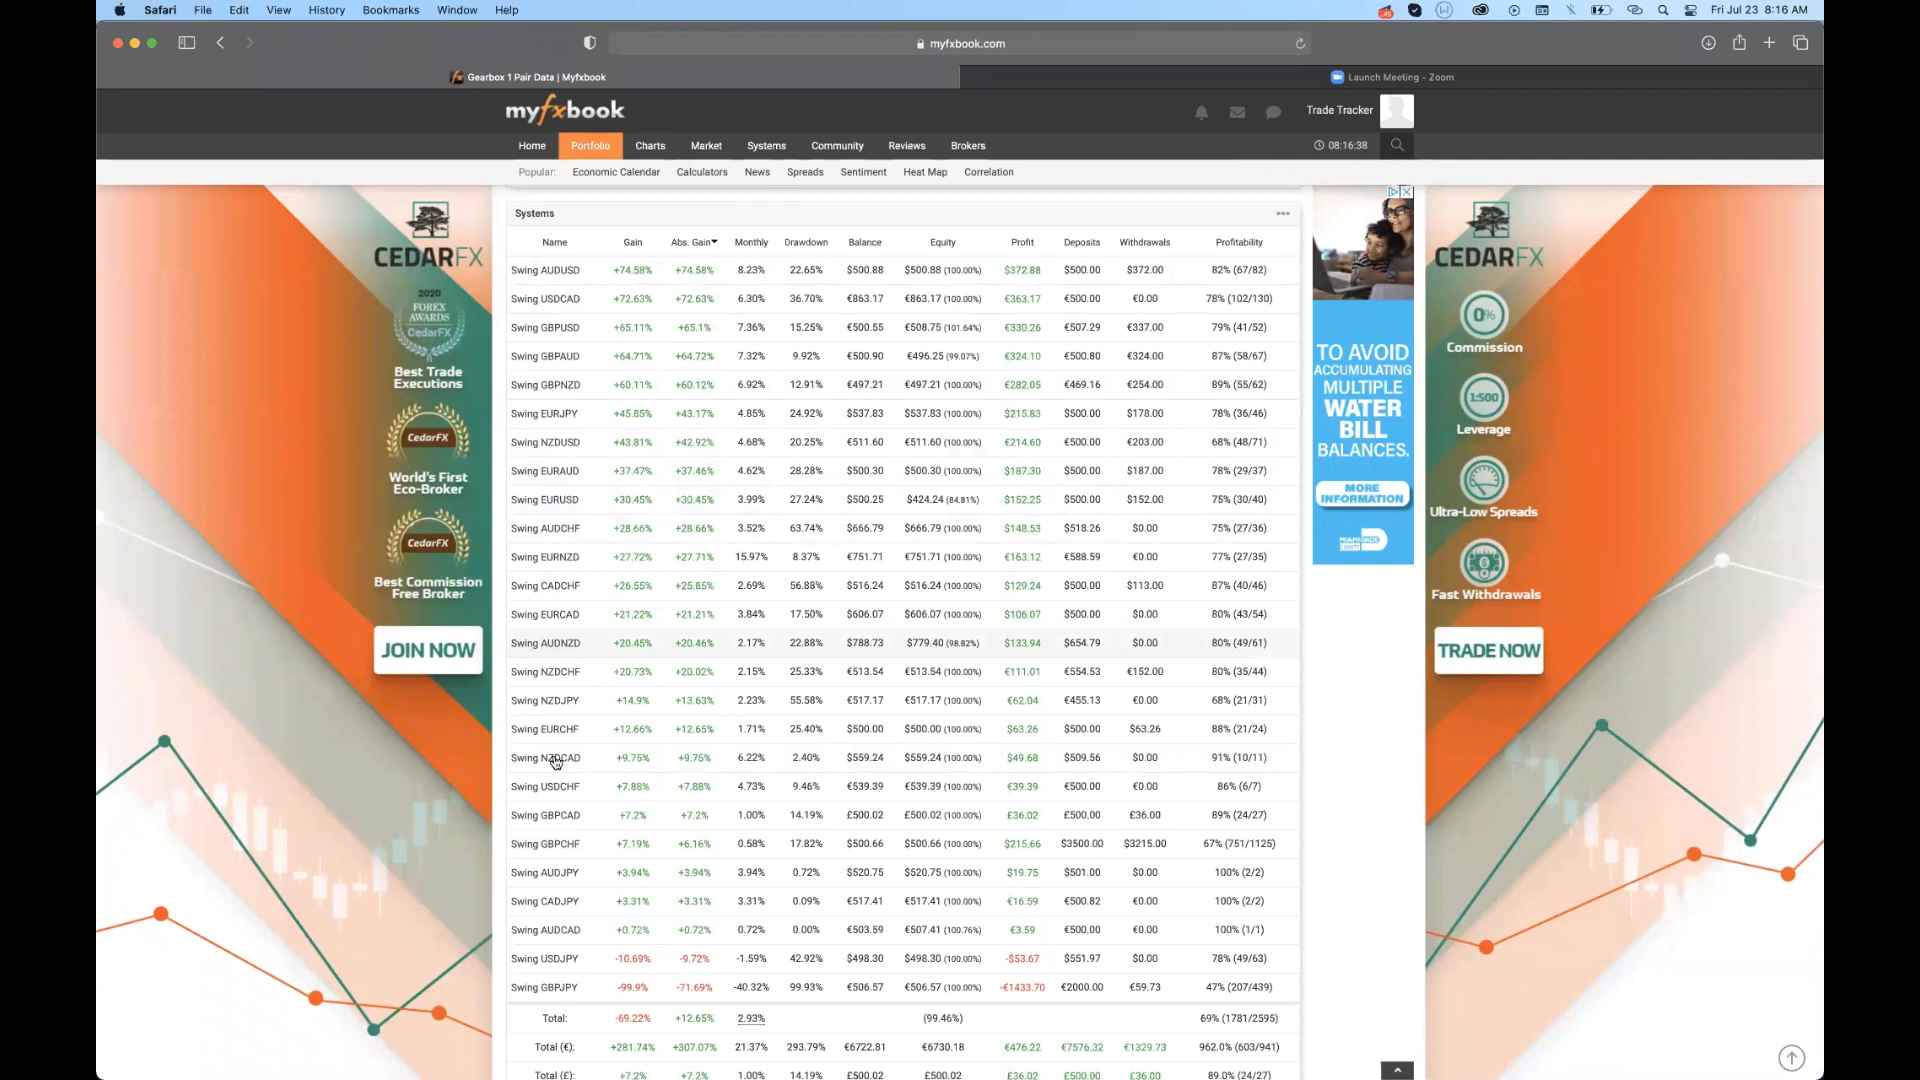 Safari File Edit View History Bookmarks Window Help Fri Jul 23 8:16 AM
myfxbook.com
Gearbox 1 Pair Data | Myfxbook Launch Meeting - Zoom
myfxbook Trade Tracker
Home Portfolio Charts Market Systems Community Reviews Brokers 08:16:38
Popular: Economic Calendar Calculators News Spreads Sentiment Heat Map Correlation
Systems
Name Gain Abs. Gain Monthly Drawdown Balance Equity Profit Deposits Withdrawals Profitability
Swing AUDUSD +74.58% +74.58% 8.23% 22.65% $500.88 $500.88 (100.00%) $372.88 $500.00 $372.00 82% (67/82)
Swing USDCAD +72.63% +72.63% 6.30% 36.70% €863.17 €863.17 (100.00%) €363.17 €500.00 €0.00 78% (102/130)
Swing GBPUSD +65.11% +65.1% 7.36% 15.25% €500.55 €508.75 (101.64%) €330.26 €507.29 €337.00 79% (41/52)
Swing GBPAUD +64.71% +64.72% 7.32% 9.92% €500.90 €496.25 (99.07%) €324.10 €500.80 €324.00 87% (58/67)
Swing GBPNZD +60.11% +60.12% 6.92% 12.91% €497.21 €497.21 (100.00%) €282.05 €469.16 €254.00 89% (55/62)
Swing EURJPY +45.85% +43.17% 4.85% 24.92% $537.83 $537.83 (100.00%) $215.83 $500.00 $178.00 78% (36/46)
Swing NZDUSD +43.81% +42.92% 4.68% 20.25% €511.60 €511.60 (100.00%) €214.60 €500.00 €203.00 68% (48/71)
Swing EURAUD +37.47% +37.46% 4.62% 28.28% $500.30 $500.30 (100.00%) $187.30 $500.00 $187.00 78% (29/37)
Swing EURUSD +30.45% +30.45% 3.99% 27.24% $500.25 $424.24 (84.81%) $152.25 $500.00 $152.00 75% (30/40)
Swing AUDCHF +28.66% +28.66% 3.52% 63.74% $666.79 $666.79 (100.00%) $148.53 $518.26 $0.00 75% (27/36)
Swing EURNZD +27.72% +27.71% 15.97% 8.37% €751.71 €751.71 (100.00%) €163.12 €588.59 €0.00 77% (27/35)
Swing CADCHF +26.55% +25.85% 2.69% 56.88% $516.24 $516.24 (100.00%) $129.24 $500.00 $113.00 87% (40/46)
Swing EURCAD +21.22% +21.21% 3.84% 17.50% $606.07 $606.07 (100.00%) $106.07 $500.00 $0.00 80% (43/54)
Swing AUDNZD +20.45% +20.46% 2.17% 22.88% $788.73 $779.40 (98.82%) $133.94 $654.79 $0.00 80% (49/61)
Swing NZDCHF +20.73% +20.02% 2.15% 25.33% €513.54 €513.54 (100.00%) €111.01 €554.53 €152.00 80% (35/44)
Swing NZDJPY +14.9% +13.63% 2.23% 55.58% €517.17 €517.17 (100.00%) €62.04 €455.13 €0.00 68% (21/31)
Swing EURCHF +12.66% +12.65% 1.71% 25.40% $500.00 $500.00 (100.00%) $63.26 $500.00 $63.26 88% (21/24)
Swing NZDCAD +9.75% +9.75% 6.22% 2.40% $559.24 $559.24 (100.00%) $49.68 $509.56 $0.00 91% (10/11)
Swing USDCHF +7.88% +7.88% 4.73% 9.46% €539.39 €539.39 (100.00%) €39.39 €500.00 €0.00 86% (6/7)
Swing GBPCAD +7.2% +7.2% 1.00% 14.19% £500.02 £500.02 (100.00%) £36.02 £500.00 £36.00 89% (24/27)
Swing GBPCHF +7.19% +6.16% 0.58% 17.82% $500.66 $500.66 (100.00%) $215.66 $3500.00 $3215.00 67% (751/1125)
Swing AUDJPY +3.94% +3.94% 3.94% 0.72% $520.75 $520.75 (100.00%) $19.75 $501.00 $0.00 100% (2/2)
Swing CADJPY +3.31% +3.31% 3.31% 0.09% €517.41 €517.41 (100.00%) €16.59 €500.82 €0.00 100% (2/2)
Swing AUDCAD +0.72% +0.72% 0.72% 0.00% €503.59 €507.41 (100.76%) €3.59 €500.00 €0.00 100% (1/1)
Swing USDJPY -10.69% -9.72% -1.59% 42.92% $498.30 $498.30 (100.00%) -$53.67 $551.97 $0.00 78% (49/63)
Swing GBPJPY -99.9% -71.69% -40.32% 99.93% €506.57 €506.57 (100.00%) -€1433.70 €2000.00 €59.73 47% (207/439)
Total: -69.22% +12.65% 2.93% (99.46%) 69% (1781/2595)
Total (€): +281.74% +307.07% 21.37% 293.79% €6722.81 €6730.18 €476.22 €7576.32 €1329.73 962.0% (603/941)
Total (£): +7.2% +7.2% 1.00% 14.19% £500.02 £500.02 £36.02 £500.00 £36.00 89.0% (24/27)
CEDARFX
2020
FOREX
AWARDS
CedarFX
Best Trade
Executions
CedarFX
World's First
Eco-Broker
CedarFX
Best Commission
Free Broker
JOIN NOW
TO AVOID
ACCUMULATING
MULTIPLE
WATER
BILL
BALANCES.
MORE
INFORMATION
MIAMI-DADE
COUNTY
CEDARFX
0%
Commission
1:500
Leverage
Ultra-Low Spreads
Fast Withdrawals
TRADE NOW